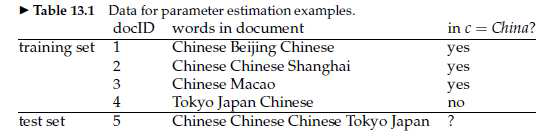 ▶ Table 13.1 Data for parameter estimation examples.
docID words in document in c = China?
training set 1 Chinese Beijing Chinese yes
2 Chinese Chinese Shanghai yes
3 Chinese Macao yes
4 Tokyo Japan Chinese no
test set 5 Chinese Chinese Chinese Tokyo Japan ?